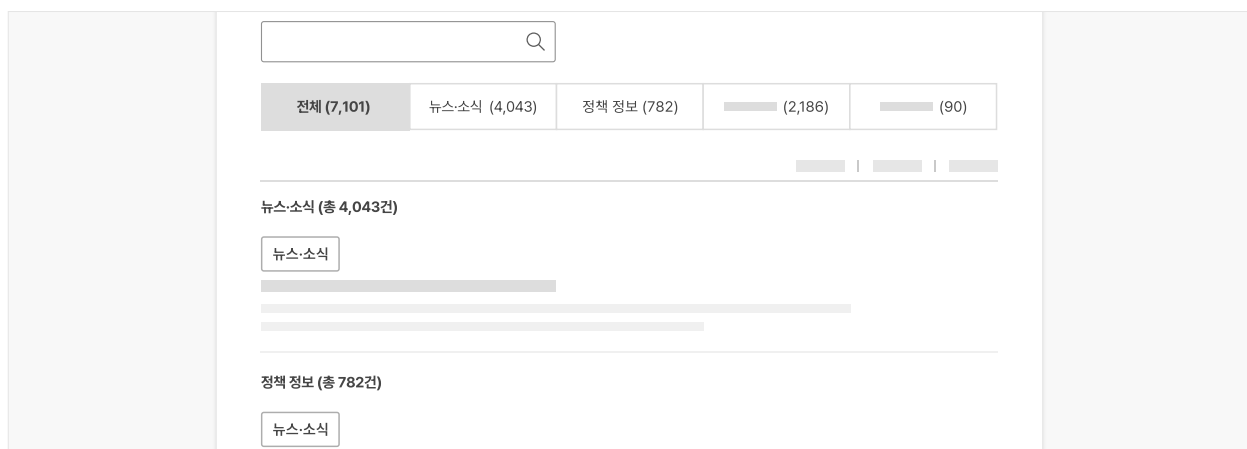 전체 (7,101) 뉴스·소식 (4,043) 정책 정보 (782) (2,186) (90)
뉴스·소식 (총 4,043건)
뉴스·소식
정책 정보 (총 782건)
뉴스·소식